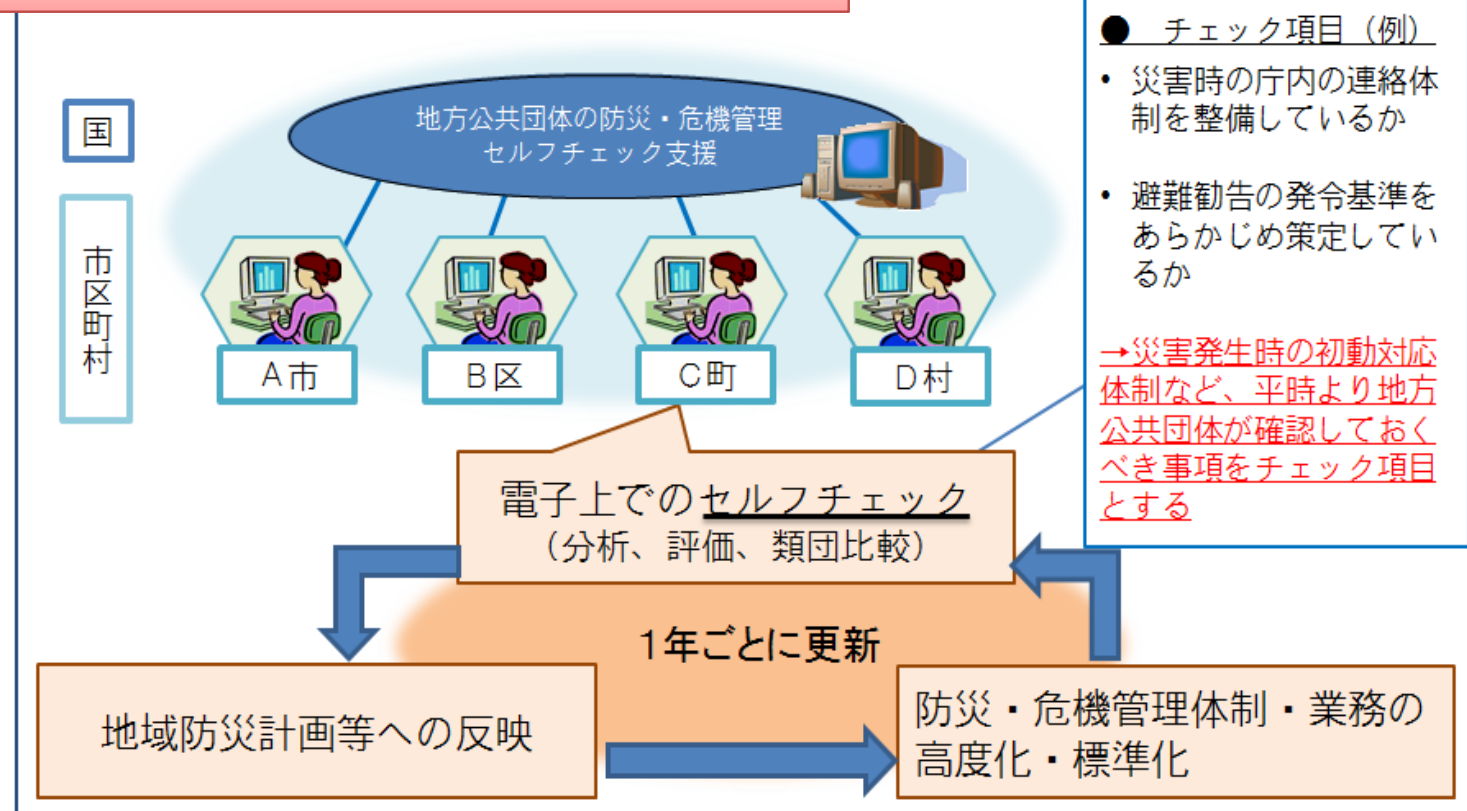 国
地方公共団体の防災・危機管理
セルフチェック支援
市区町村
A市
B区
C町
D村
● チェック項目（例）
• 災害時の庁内の連絡体
制を整備しているか
• 避難勧告の発令基準を
あらかじめ策定してい
るか
→災害発生時の初動対応
体制など、平時より地方
公共団体が確認しておく
べき事項をチェック項目
とする
電子上でのセルフチェック
（分析、評価、類団比較）
1年ごとに更新
地域防災計画等への反映
防災・危機管理体制・業務の
高度化・標準化